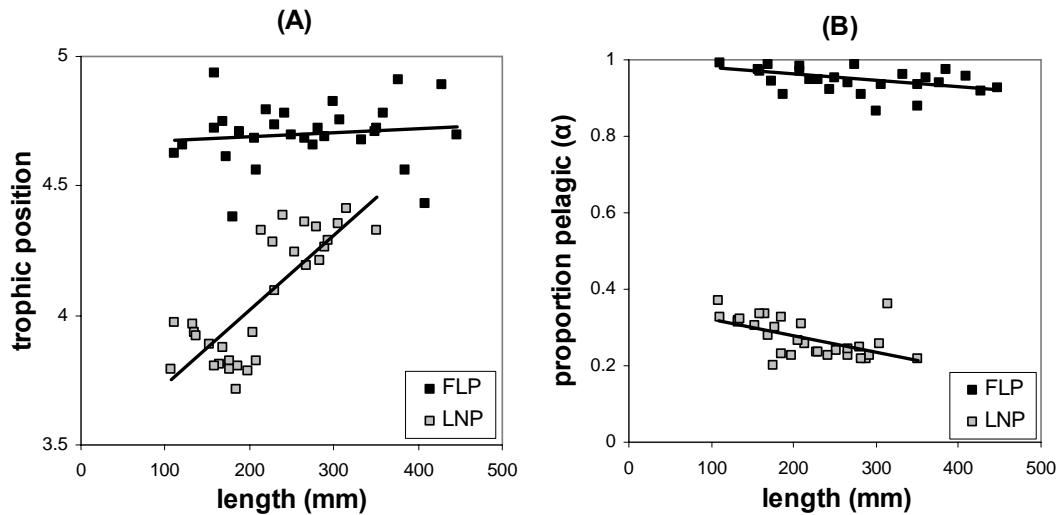 (A)
5
4.5
4
3.5
0
100
200
300
400
500
trophic position
length (mm)
FLP
LNP
(B)
1
0.8
0.6
0.4
0.2
0
0
100
200
300
400
500
proportion pelagic (α)
length (mm)
FLP
LNP